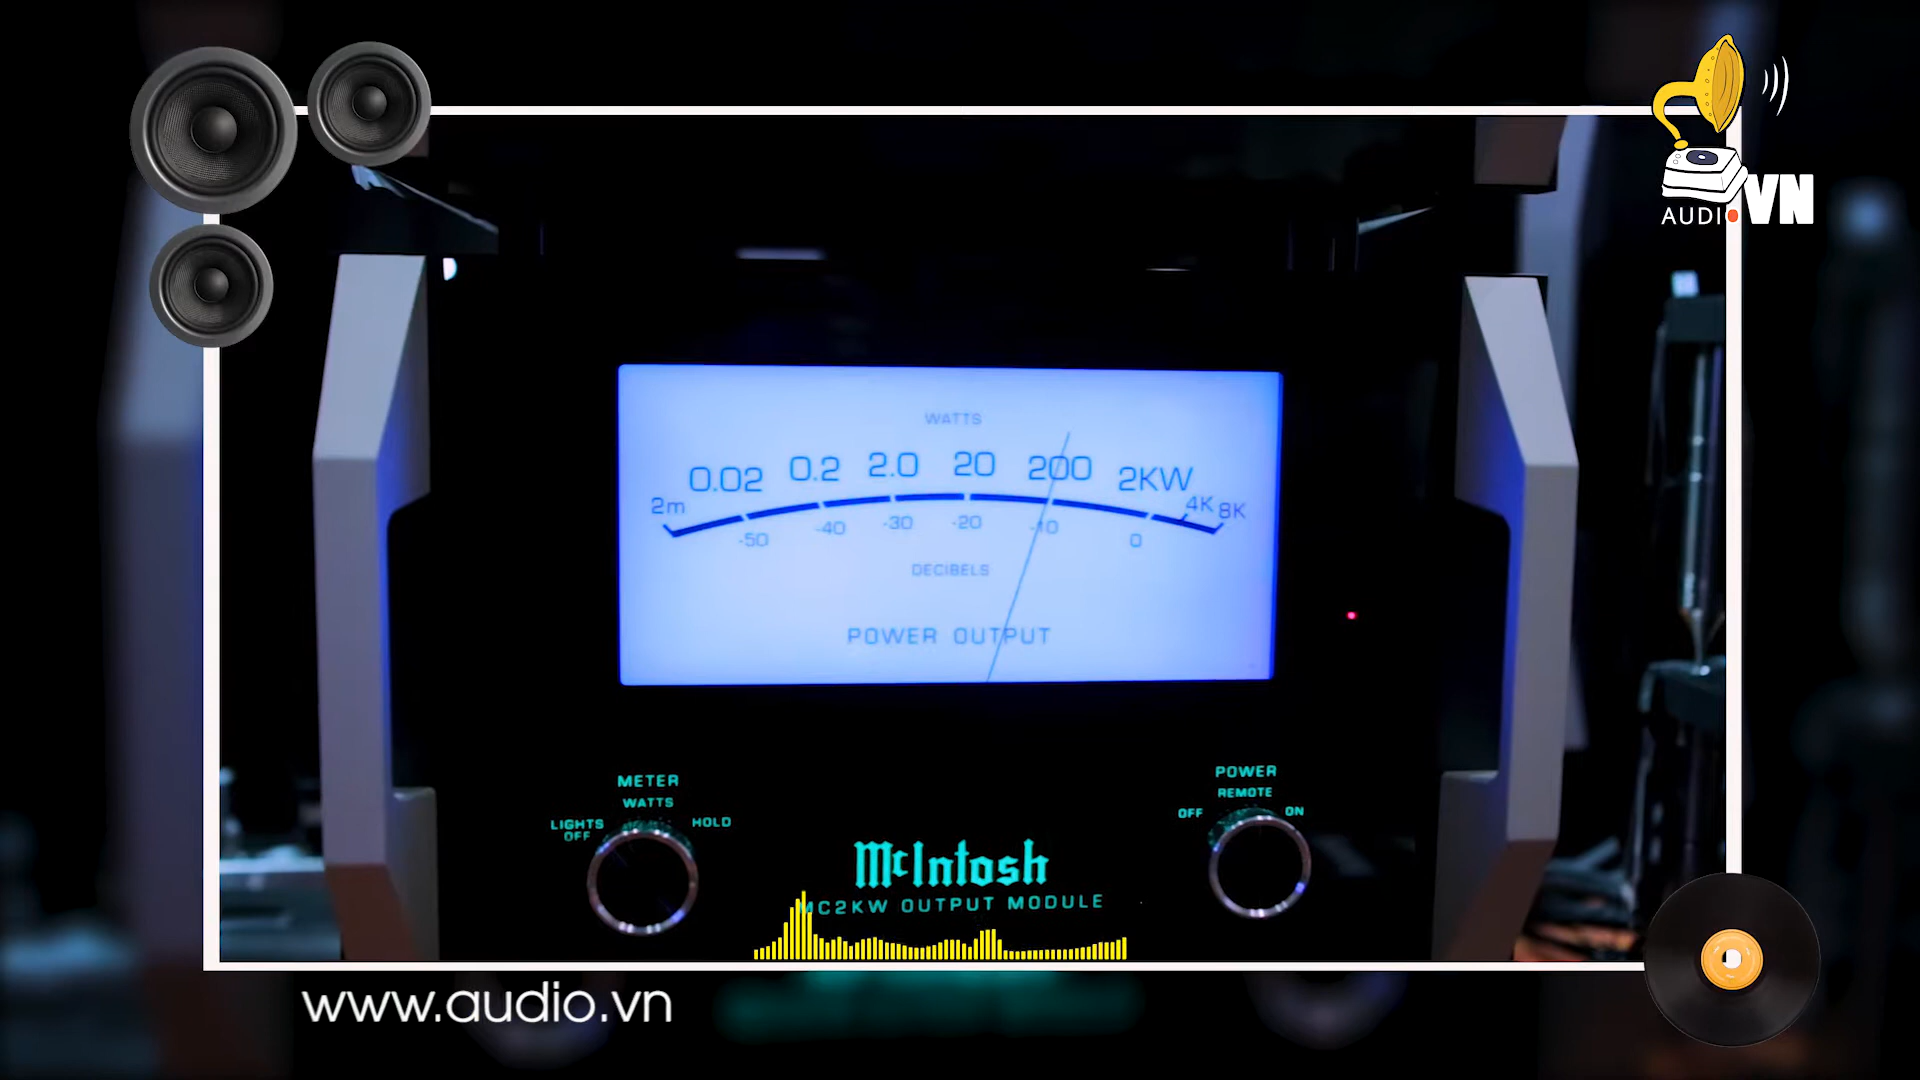 AUDIO.VN
WATTS
2m 0.02 0.2 2.0 20 200 2KW 4K 8K
-50 -40 -30 -20 -10 0
DECIBELS
POWER OUTPUT
METER
WATTS
LIGHTS OFF
HOLD
POWER
REMOTE
OFF ON
McIntosh
MC2KW OUTPUT MODULE
www.audio.vn